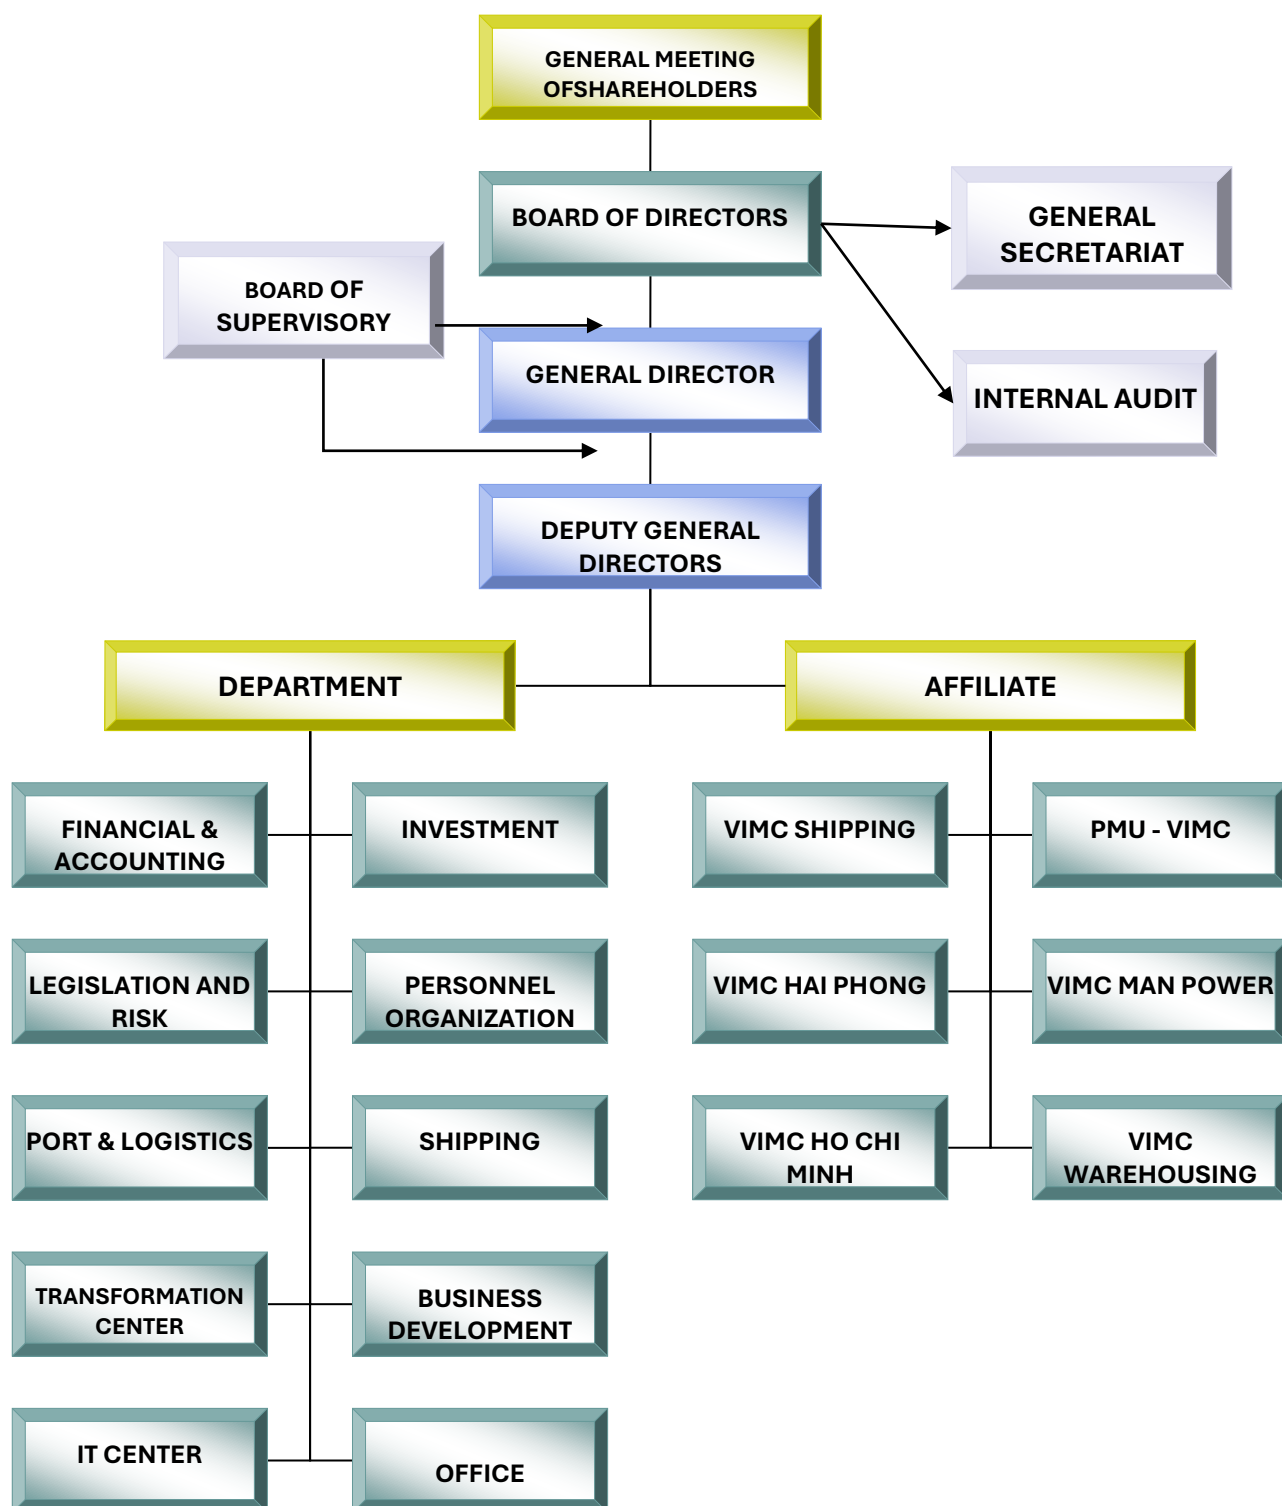 GENERAL MEETING
OFSHAREHOLDERS
BOARD OF DIRECTORS
GENERAL
SECRETARIAT
BOARD OF
SUPERVISORY
GENERAL DIRECTOR
INTERNAL AUDIT
DEPUTY GENERAL
DIRECTORS
DEPARTMENT
AFFILIATE
FINANCIAL &
ACCOUNTING
INVESTMENT
VIMC SHIPPING
PMU - VIMC
LEGISLATION AND
RISK
PERSONNEL
ORGANIZATION
VIMC HAI PHONG
VIMC MAN POWER
PORT & LOGISTICS
SHIPPING
VIMC HO CHI
MINH
VIMC
WAREHOUSING
TRANSFORMATION
CENTER
BUSINESS
DEVELOPMENT
IT CENTER
OFFICE